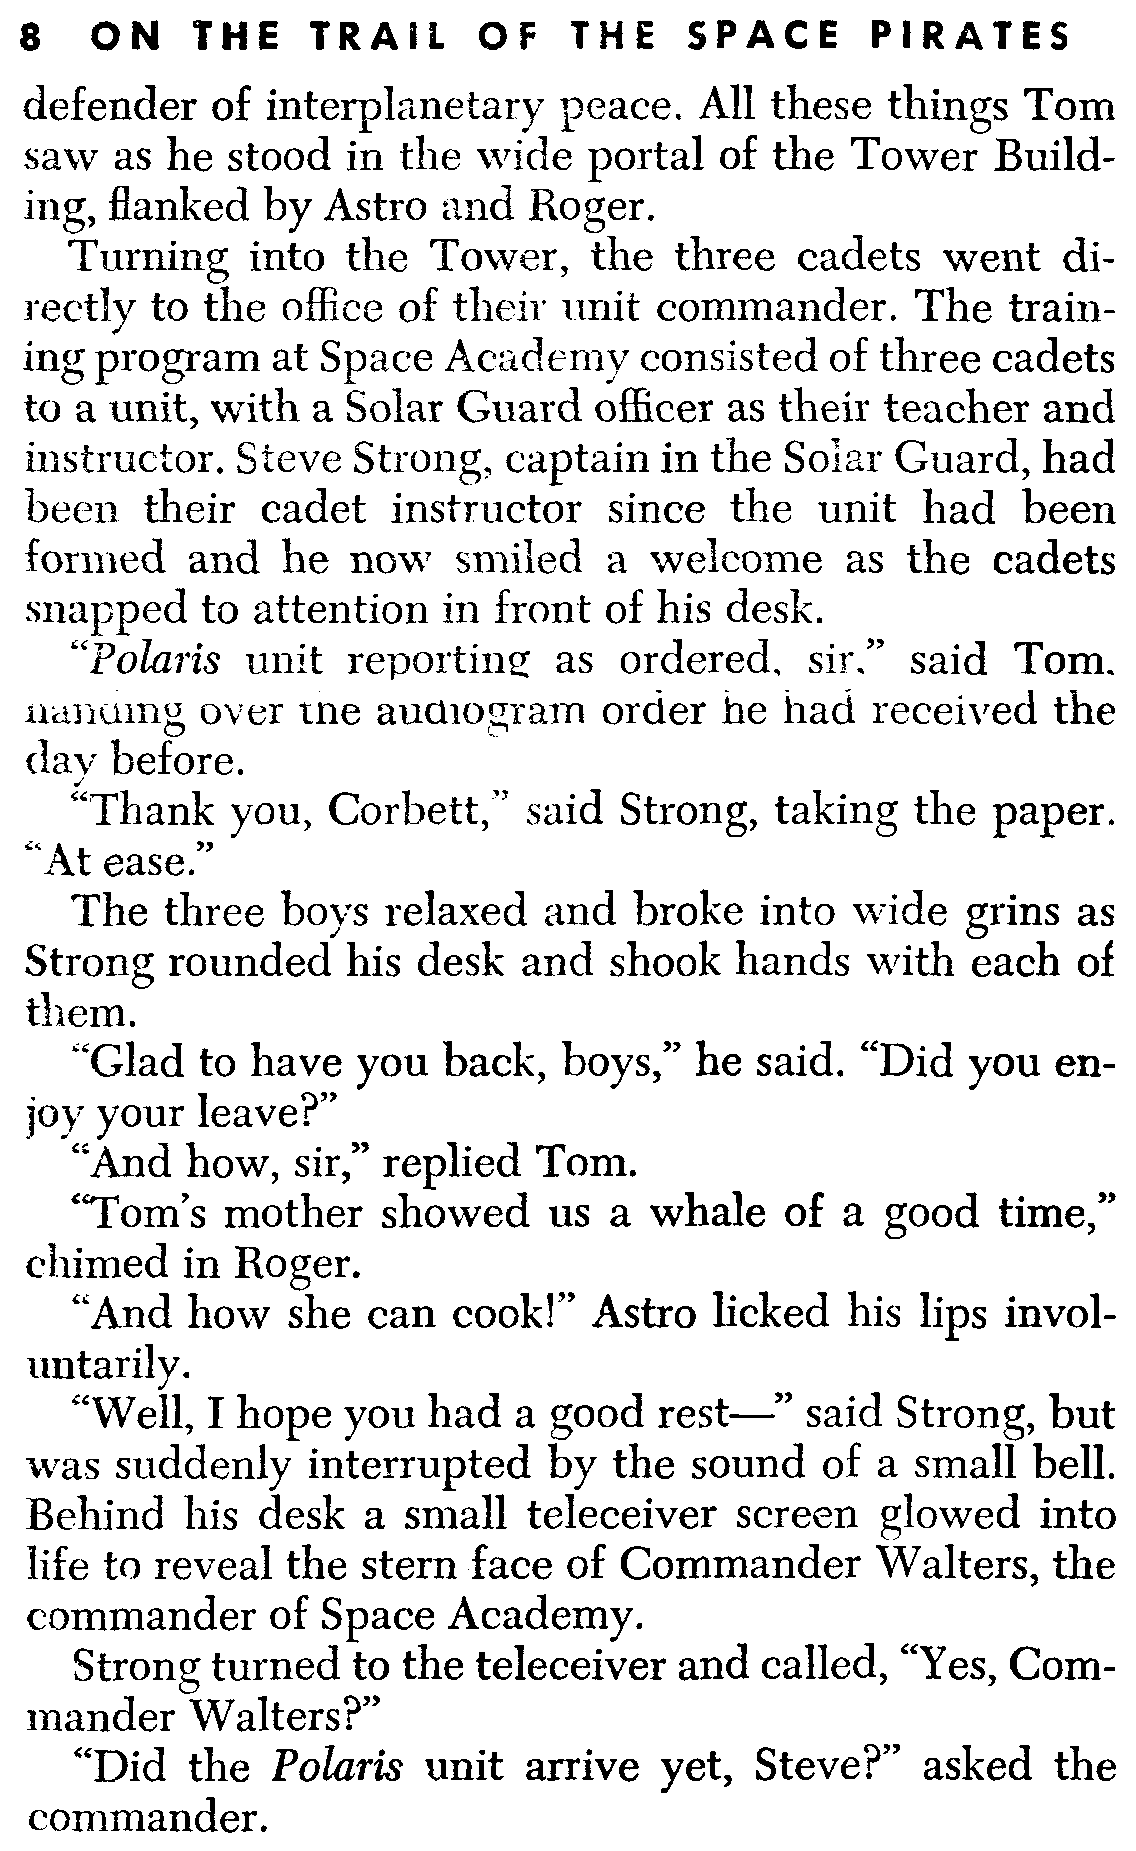 8 ON THE TRAIL OF THE SPACE PIRATES
defender of interplanetary peace. All these things Tom
saw as he stood in the wide portal of the Tower Build-
ing, flanked by Astro and Roger.
Turning into the Tower, the three cadets went di-
rectly to the office of their unit commander. The train-
ing program at Space Academy consisted of three cadets
to a unit, with a Solar Guard officer as their teacher and
instructor. Steve Strong, captain in the Solar Guard, had
been their cadet instructor since the unit had been
formed and he now smiled a welcome as the cadets
snapped to attention in front of his desk.
“Polaris unit reporting as ordered, sir,” said Tom,
handing over the audiogram order he had received the
day before.
“Thank you, Corbett,” said Strong, taking the paper.
“At ease.”
The three boys relaxed and broke into wide grins as
Strong rounded his desk and shook hands with each of
them.
“Glad to have you back, boys,” he said. “Did you en-
joy your leave?”
“And how, sir,” replied Tom.
“Tom’s mother showed us a whale of a good time,”
chimed in Roger.
“And how she can cook!” Astro licked his lips invol-
untarily.
“Well, I hope you had a good rest—” said Strong, but
was suddenly interrupted by the sound of a small bell.
Behind his desk a small teleceiver screen glowed into
life to reveal the stern face of Commander Walters, the
commander of Space Academy.
Strong turned to the teleceiver and called, “Yes, Com-
mander Walters?”
“Did the Polaris unit arrive yet, Steve?” asked the
commander.